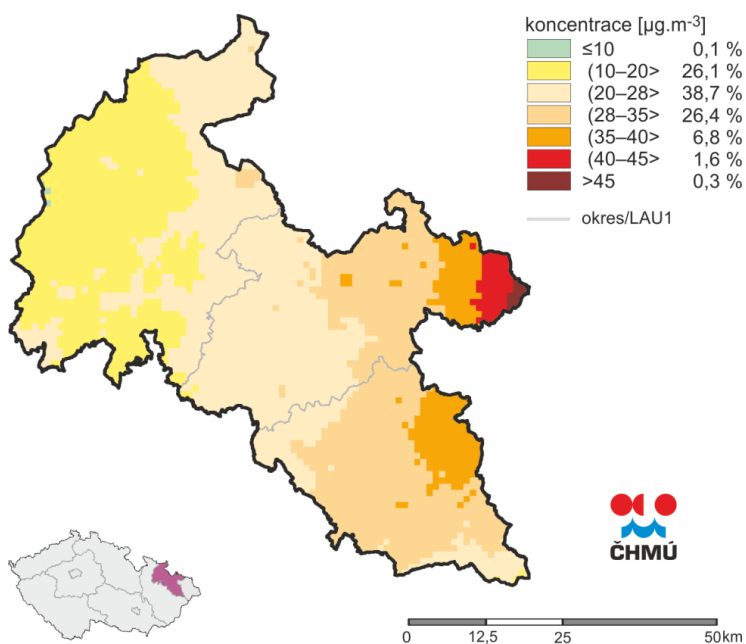 koncentrace [µg.m⁻³]
≤10 0,1 %
(10–20> 26,1 %
(20–28> 38,7 %
(28–35> 26,4 %
(35–40> 6,8 %
(40–45> 1,6 %
>45 0,3 %
okres/LAU1
ČHMÚ
0 12,5 25 50km